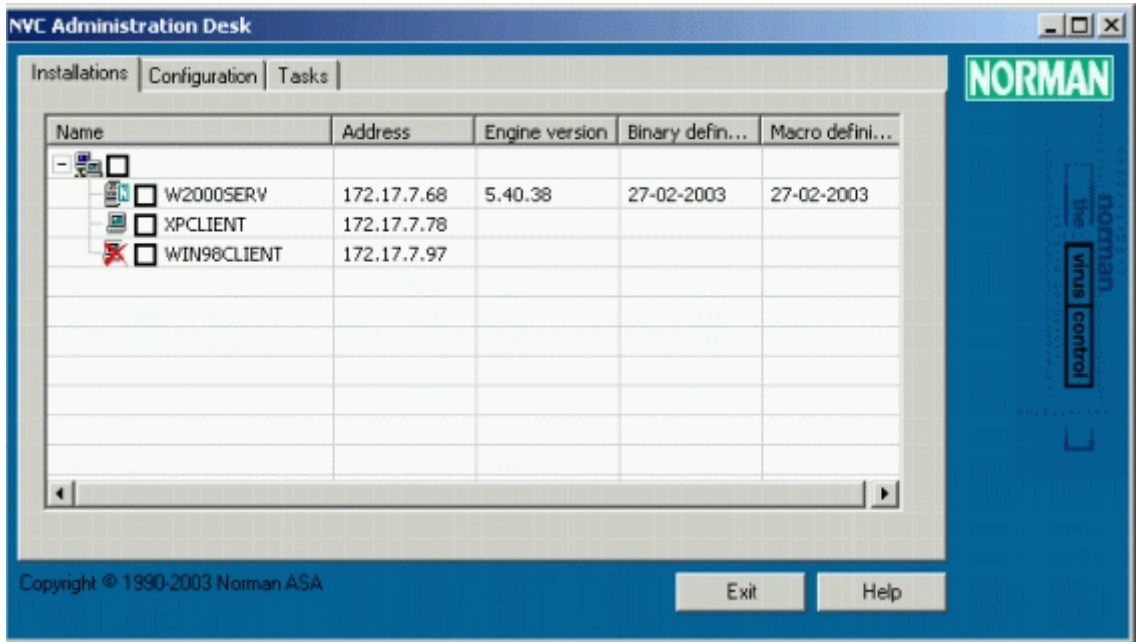 NVC Administration Desk
Installations Configuration Tasks
NORMAN
Name Address Engine version Binary defin... Macro defini...
W2000SERV 172.17.7.68 5.40.38 27-02-2003 27-02-2003
XPCLIENT 172.17.7.78
WIN98CLIENT 172.17.7.97
the norman
virus control
Copyright © 1990-2003 Norman ASA
Exit Help